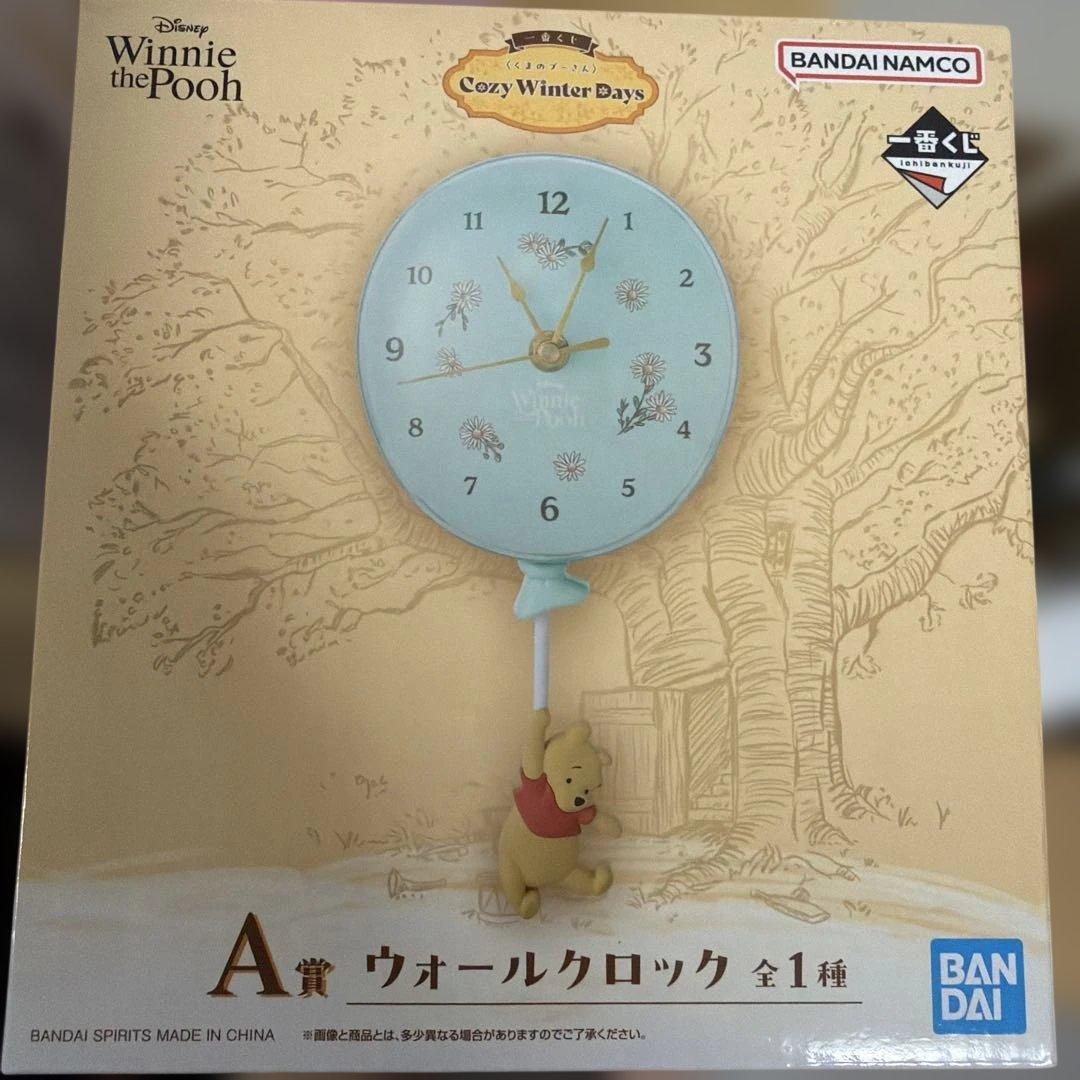 Disney
Winnie
the Pooh
一番くじ
〈くまのプーさん〉
Cozy Winter Days
BANDAI NAMCO
一番くじ
ichibankuji
12
11
1
10
2
9
3
Disney
Winnie
the Pooh
8
4
7
5
6
A賞 ウォールクロック 全1種
BAN
DAI
BANDAI SPIRITS MADE IN CHINA ※画像と商品とは、多少異なる場合がありますのでご了承ください。